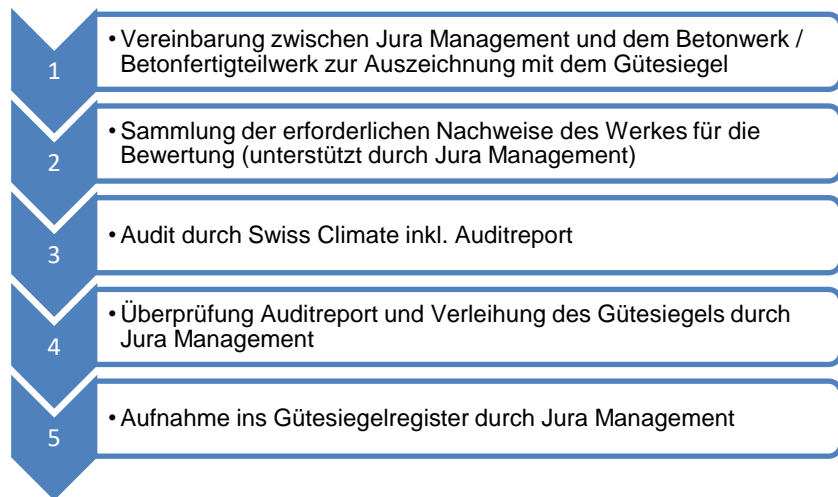 1
• Vereinbarung zwischen Jura Management und dem Betonwerk /
Betonfertigteilwerk zur Auszeichnung mit dem Gütesiegel
2
• Sammlung der erforderlichen Nachweise des Werkes für die
Bewertung (unterstützt durch Jura Management)
3
• Audit durch Swiss Climate inkl. Auditreport
4
• Überprüfung Auditreport und Verleihung des Gütesiegels durch
Jura Management
5
• Aufnahme ins Gütesiegelregister durch Jura Management